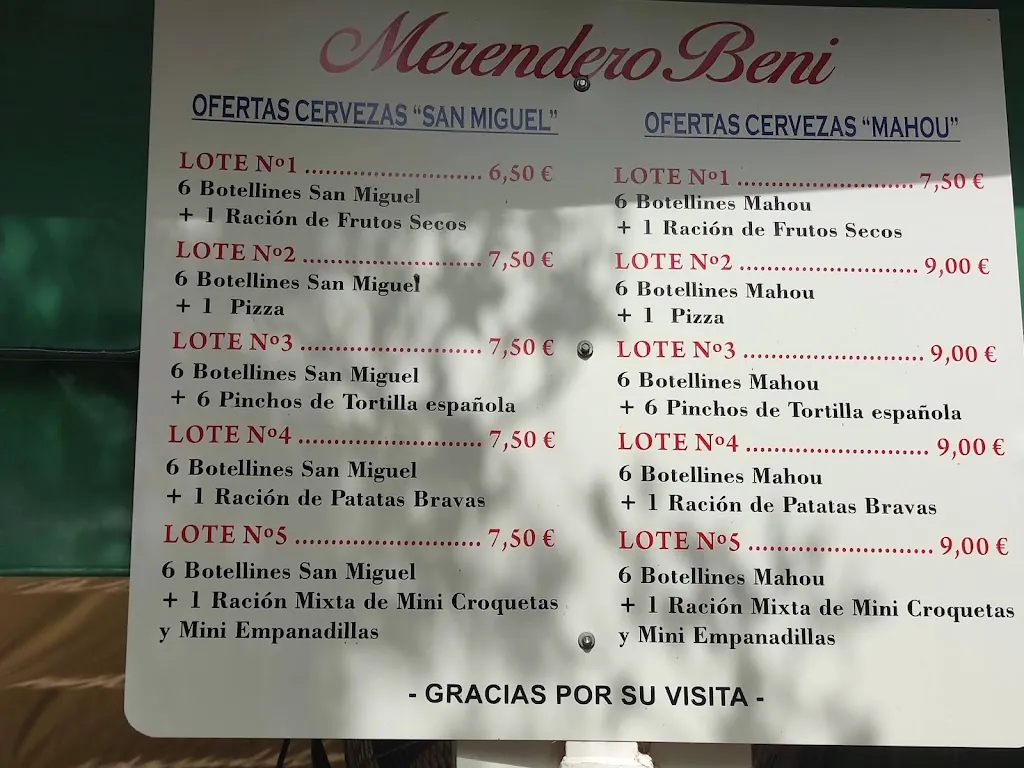 Merendero Beni
OFERTAS CERVEZAS "SAN MIGUEL"
LOTE Nº1 ........................... 6,50 €
6 Botellines San Miguel
+ 1 Ración de Frutos Secos
LOTE Nº2 ........................... 7,50 €
6 Botellines San Miguel
+ 1 Pizza
LOTE Nº3 ........................... 7,50 €
6 Botellines San Miguel
+ 6 Pinchos de Tortilla española
LOTE Nº4 ........................... 7,50 €
6 Botellines San Miguel
+ 1 Ración de Patatas Bravas
LOTE Nº5 ........................... 7,50 €
6 Botellines San Miguel
+ 1 Ración Mixta de Mini Croquetas
y Mini Empanadillas
OFERTAS CERVEZAS "MAHOU"
LOTE Nº1 ........................... 7,50 €
6 Botellines Mahou
+ 1 Ración de Frutos Secos
LOTE Nº2 ........................... 9,00 €
6 Botellines Mahou
+ 1 Pizza
LOTE Nº3 ........................... 9,00 €
6 Botellines Mahou
+ 6 Pinchos de Tortilla española
LOTE Nº4 ........................... 9,00 €
6 Botellines Mahou
+ 1 Ración de Patatas Bravas
LOTE Nº5 ........................... 9,00 €
6 Botellines Mahou
+ 1 Ración Mixta de Mini Croquetas
y Mini Empanadillas
- GRACIAS POR SU VISITA -